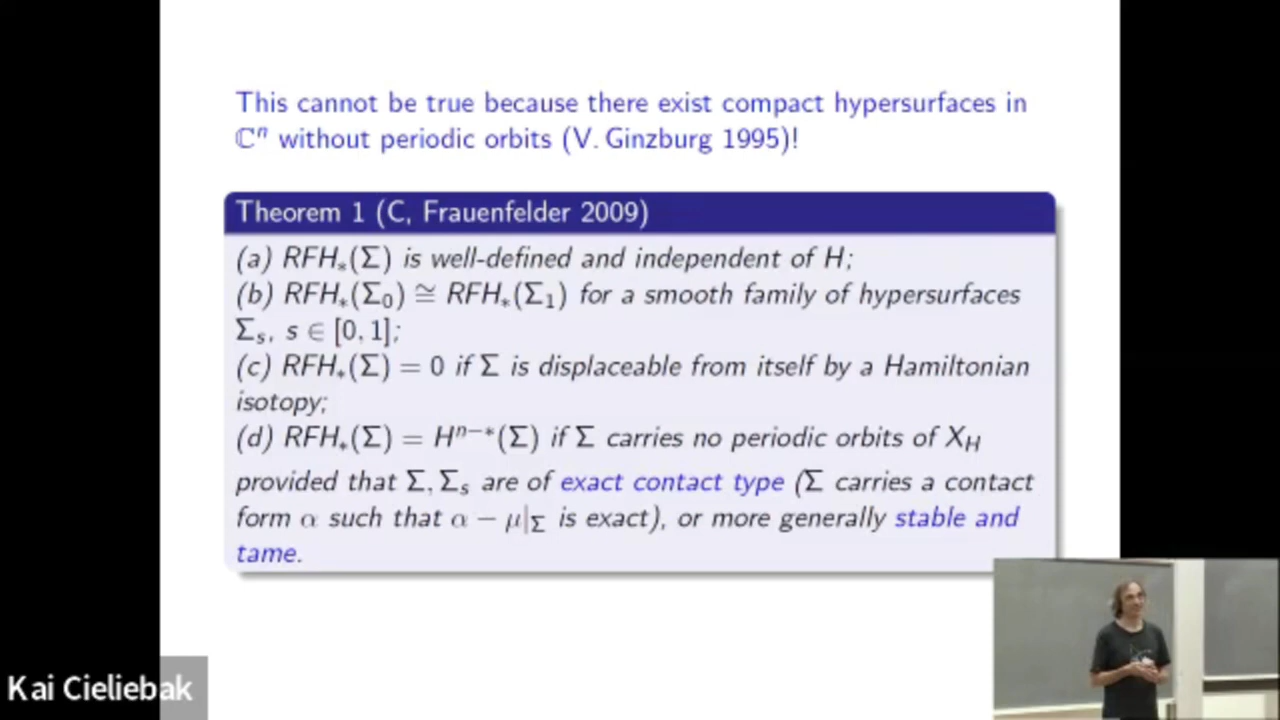 This cannot be true because there exist compact hypersurfaces in
ℂⁿ without periodic orbits (V. Ginzburg 1995)!
Theorem 1 (C, Frauenfelder 2009)
(a) RFH₊(Σ) is well-defined and independent of H;
(b) RFH₊(Σ₀) ≅ RFH₊(Σ₁) for a smooth family of hypersurfaces
Σₛ, s ∈ [0, 1];
(c) RFH₊(Σ) = 0 if Σ is displaceable from itself by a Hamiltonian
isotopy;
(d) RFH₊(Σ) = Hⁿ⁻*(Σ) if Σ carries no periodic orbits of X_H
provided that Σ, Σₛ are of exact contact type (Σ carries a contact
form α such that α − μ|_Σ is exact), or more generally stable and
tame.
Kai Cieliebak